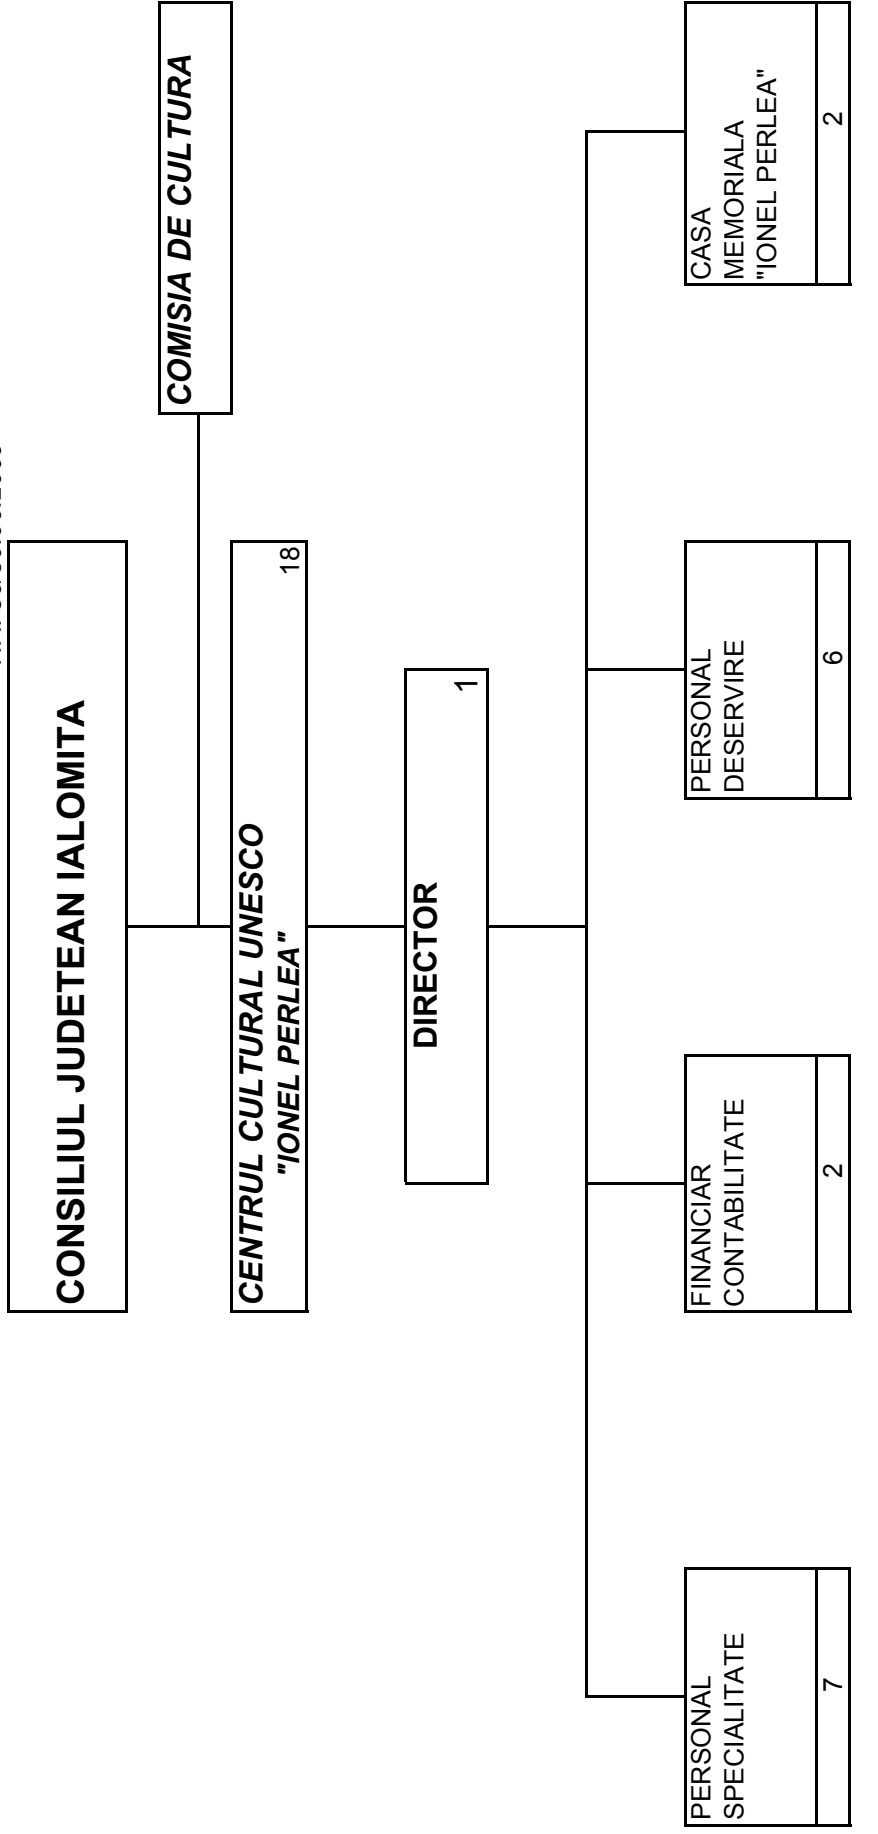 CONSILIUL JUDETEAN IALOMITA
COMISIA DE CULTURA
CENTRUL CULTURAL UNESCO
"IONEL PERLEA"
18
DIRECTOR
1
PERSONAL
SPECIALITATE
7
FINANCIAR
CONTABILITATE
2
PERSONAL
DESERVIRE
6
CASA
MEMORIALA
"IONEL PERLEA"
2